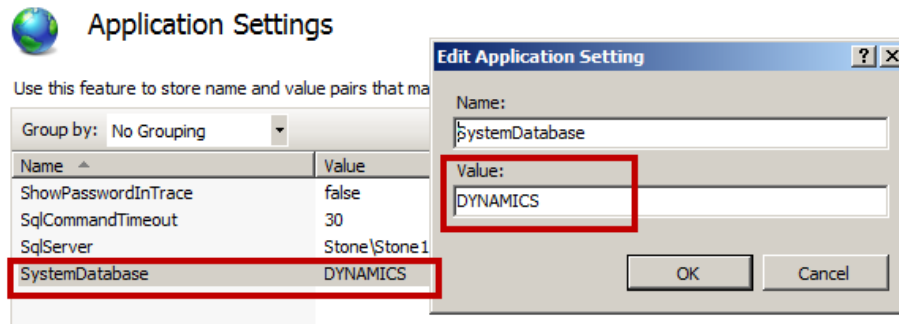 Application Settings
Use this feature to store name and value pairs that ma
Group by: No Grouping
Name Value
ShowPasswordInTrace false
SqlCommandTimeout 30
SqlServer Stone\Stone1
SystemDatabase DYNAMICS
Edit Application Setting
Name:
SystemDatabase
Value:
DYNAMICS
OK Cancel